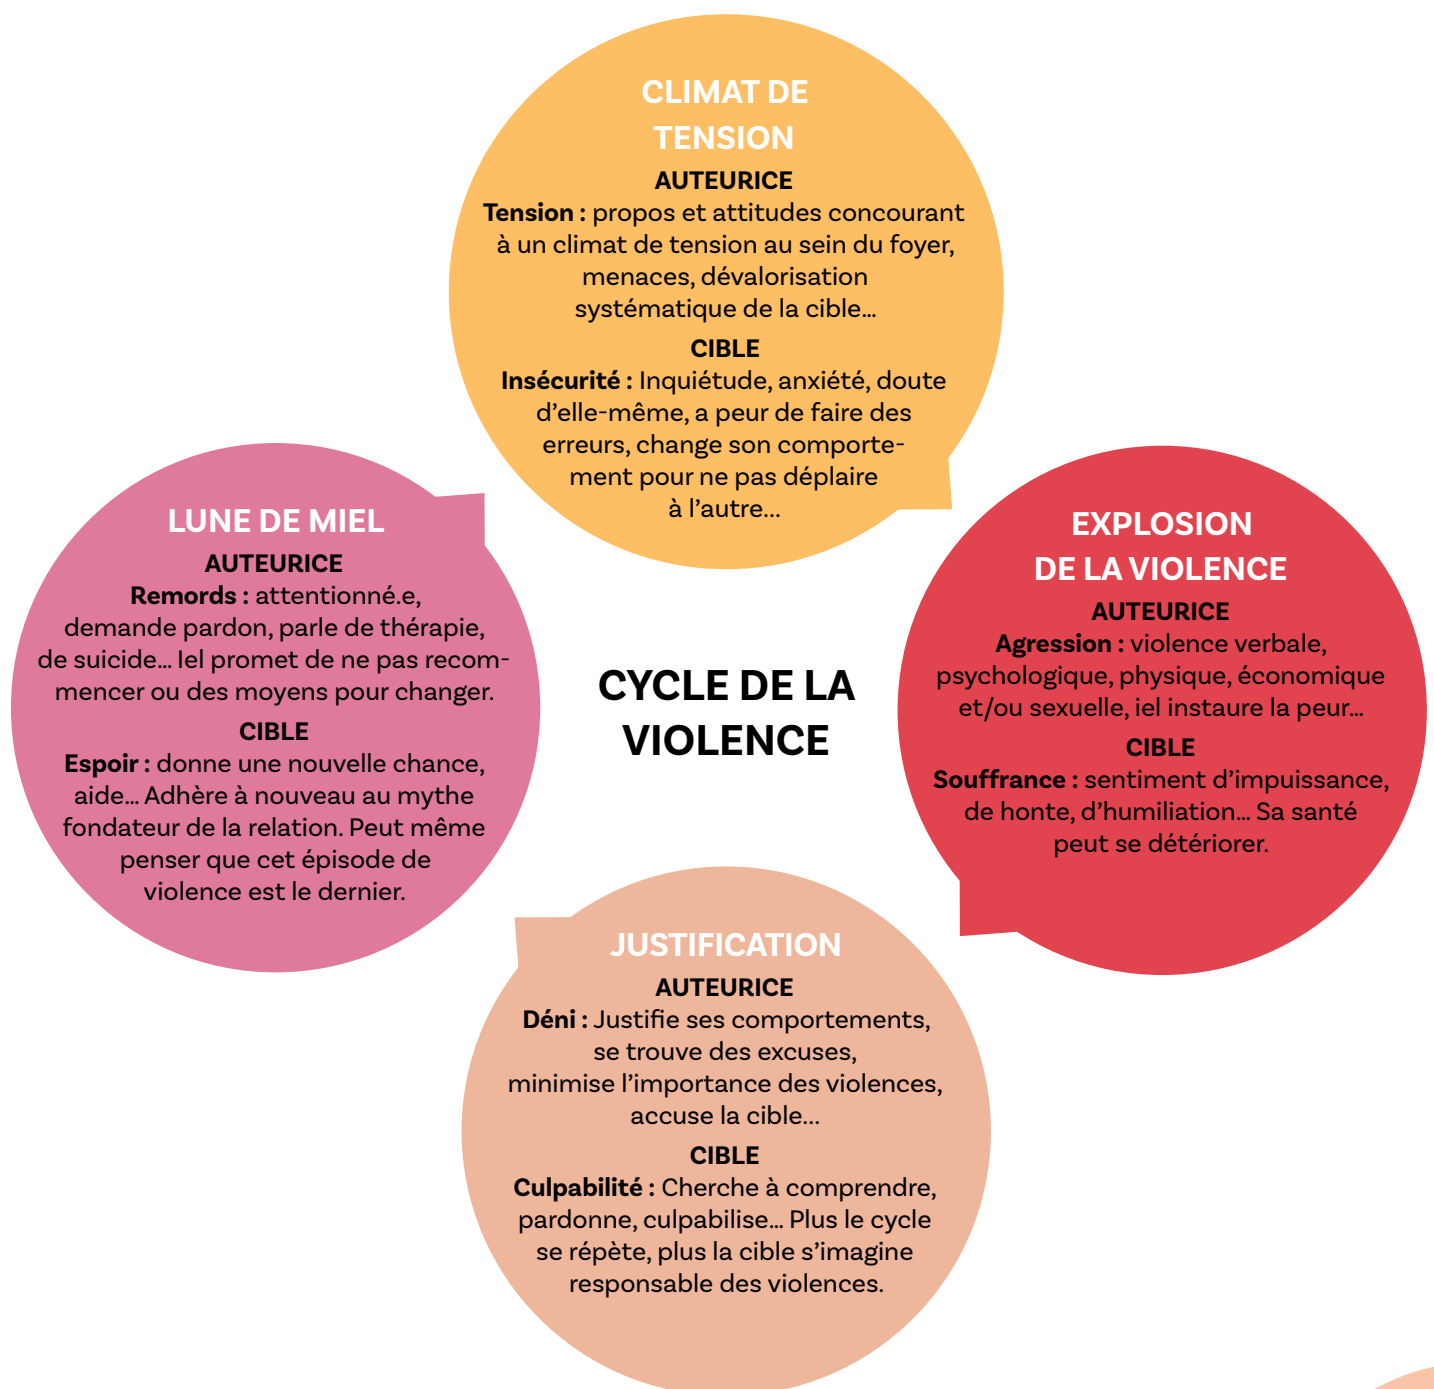 CLIMAT DE
TENSION
AUTEURICE
Tension : propos et attitudes concourant
à un climat de tension au sein du foyer,
menaces, dévalorisation
systématique de la cible…
CIBLE
Insécurité : Inquiétude, anxiété, doute
d’elle-même, a peur de faire des
erreurs, change son comporte-
ment pour ne pas déplaire
à l’autre...
EXPLOSION
DE LA VIOLENCE
AUTEURICE
Agression : violence verbale,
psychologique, physique, économique
et/ou sexuelle, iel instaure la peur…
CIBLE
Souffrance : sentiment d’impuissance,
de honte, d’humiliation… Sa santé
peut se détériorer.
JUSTIFICATION
AUTEURICE
Déni : Justifie ses comportements,
se trouve des excuses,
minimise l’importance des violences,
accuse la cible...
CIBLE
Culpabilité : Cherche à comprendre,
pardonne, culpabilise… Plus le cycle
se répète, plus la cible s’imagine
responsable des violences.
LUNE DE MIEL
AUTEURICE
Remords : attentionné.e,
demande pardon, parle de thérapie,
de suicide… Iel promet de ne pas recom-
mencer ou des moyens pour changer.
CIBLE
Espoir : donne une nouvelle chance,
aide… Adhère à nouveau au mythe
fondateur de la relation. Peut même
penser que cet épisode de
violence est le dernier.
CYCLE DE LA
VIOLENCE